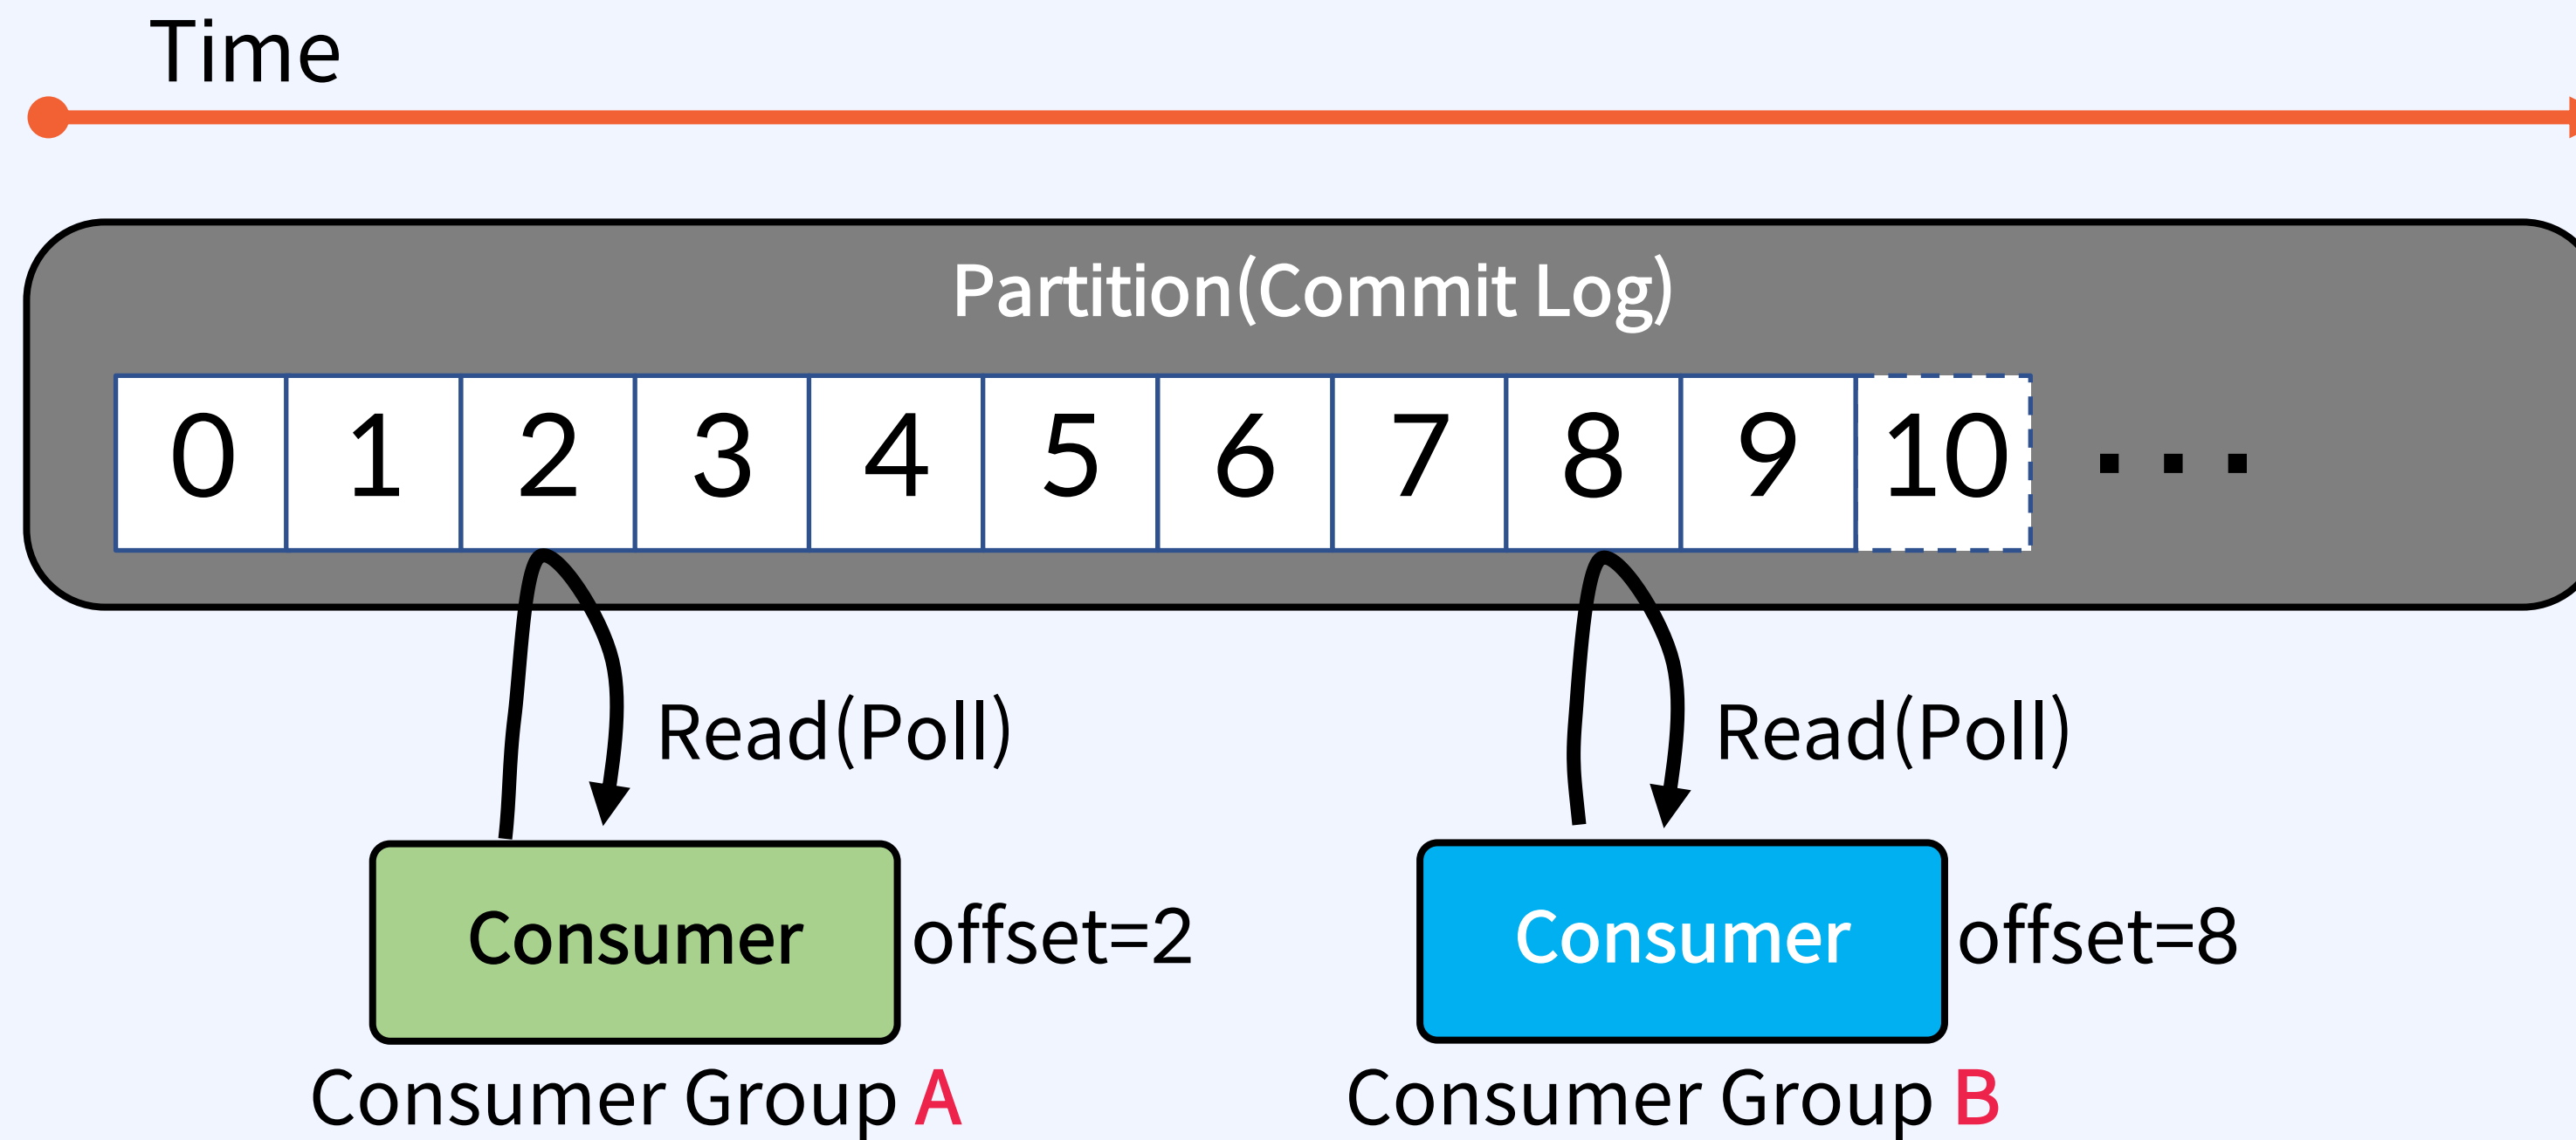 Time
Partition(Commit Log)
0 1 2 3 4 5 6 7 8 9 10 ...
Read(Poll) Read(Poll)
Consumer offset=2 Consumer offset=8
Consumer Group A Consumer Group B